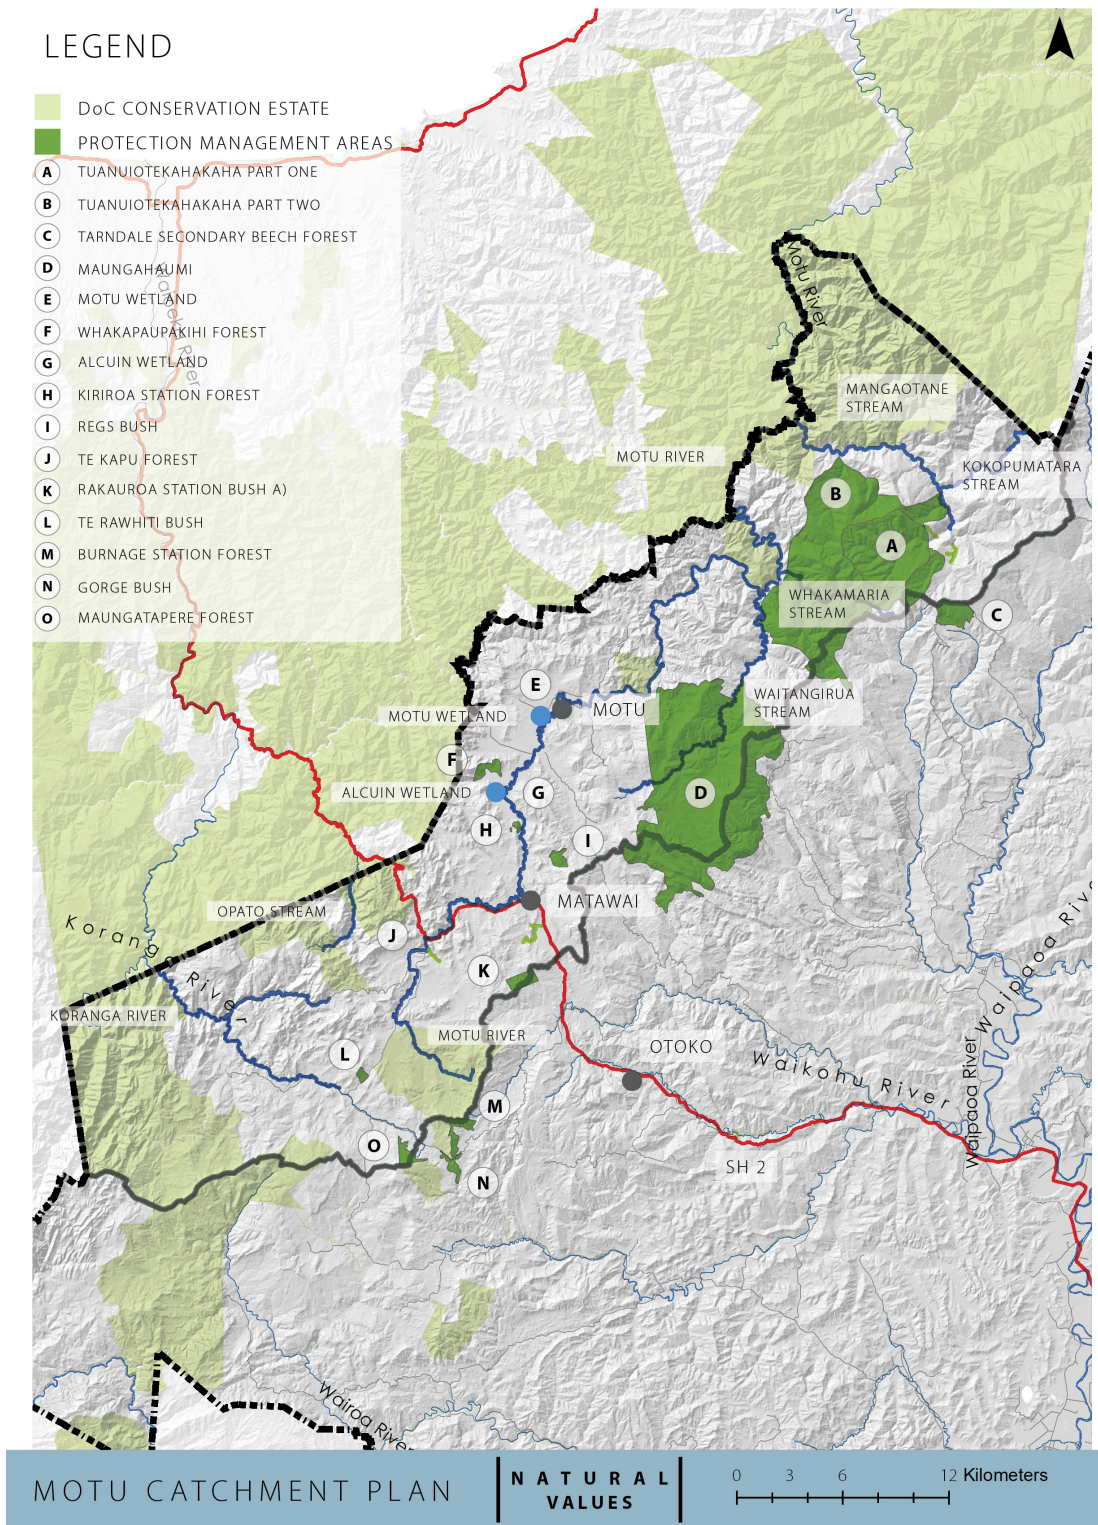 LEGEND
DoC CONSERVATION ESTATE
PROTECTION MANAGEMENT AREAS
A TUANUIOTEKAHAKAHA PART ONE
B TUANUIOTEKAHAKAHA PART TWO
C TARNDALE SECONDARY BEECH FOREST
D MAUNGAHAUMI
E MOTU WETLAND
F WHAKAPAUPAKIHI FOREST
G ALCUIN WETLAND
H KIRIROA STATION FOREST
I REGS BUSH
J TE KAPU FOREST
K RAKAUROA STATION BUSH A)
L TE RAWHITI BUSH
M BURNAGE STATION FOREST
N GORGE BUSH
O MAUNGATAPERE FOREST
Motu River
MANGAOTANE
STREAM
MOTU RIVER
KOKOPUMATARA
STREAM
B
A
WHAKAMARIA
STREAM
C
E
WAITANGIRUA
STREAM
MOTU WETLAND
MOTU
F
ALCUIN WETLAND
G
D
H
I
MATAWAI
OPATO STREAM
J
Koranga River
K
KORANGA RIVER
MOTU RIVER
OTOKO
L
Waikohu River
Waipaoa River
Waipaoa River
M
O
N
SH 2
Wairoa River
MOTU CATCHMENT PLAN
NATURAL
VALUES
0 3 6 12 Kilometers